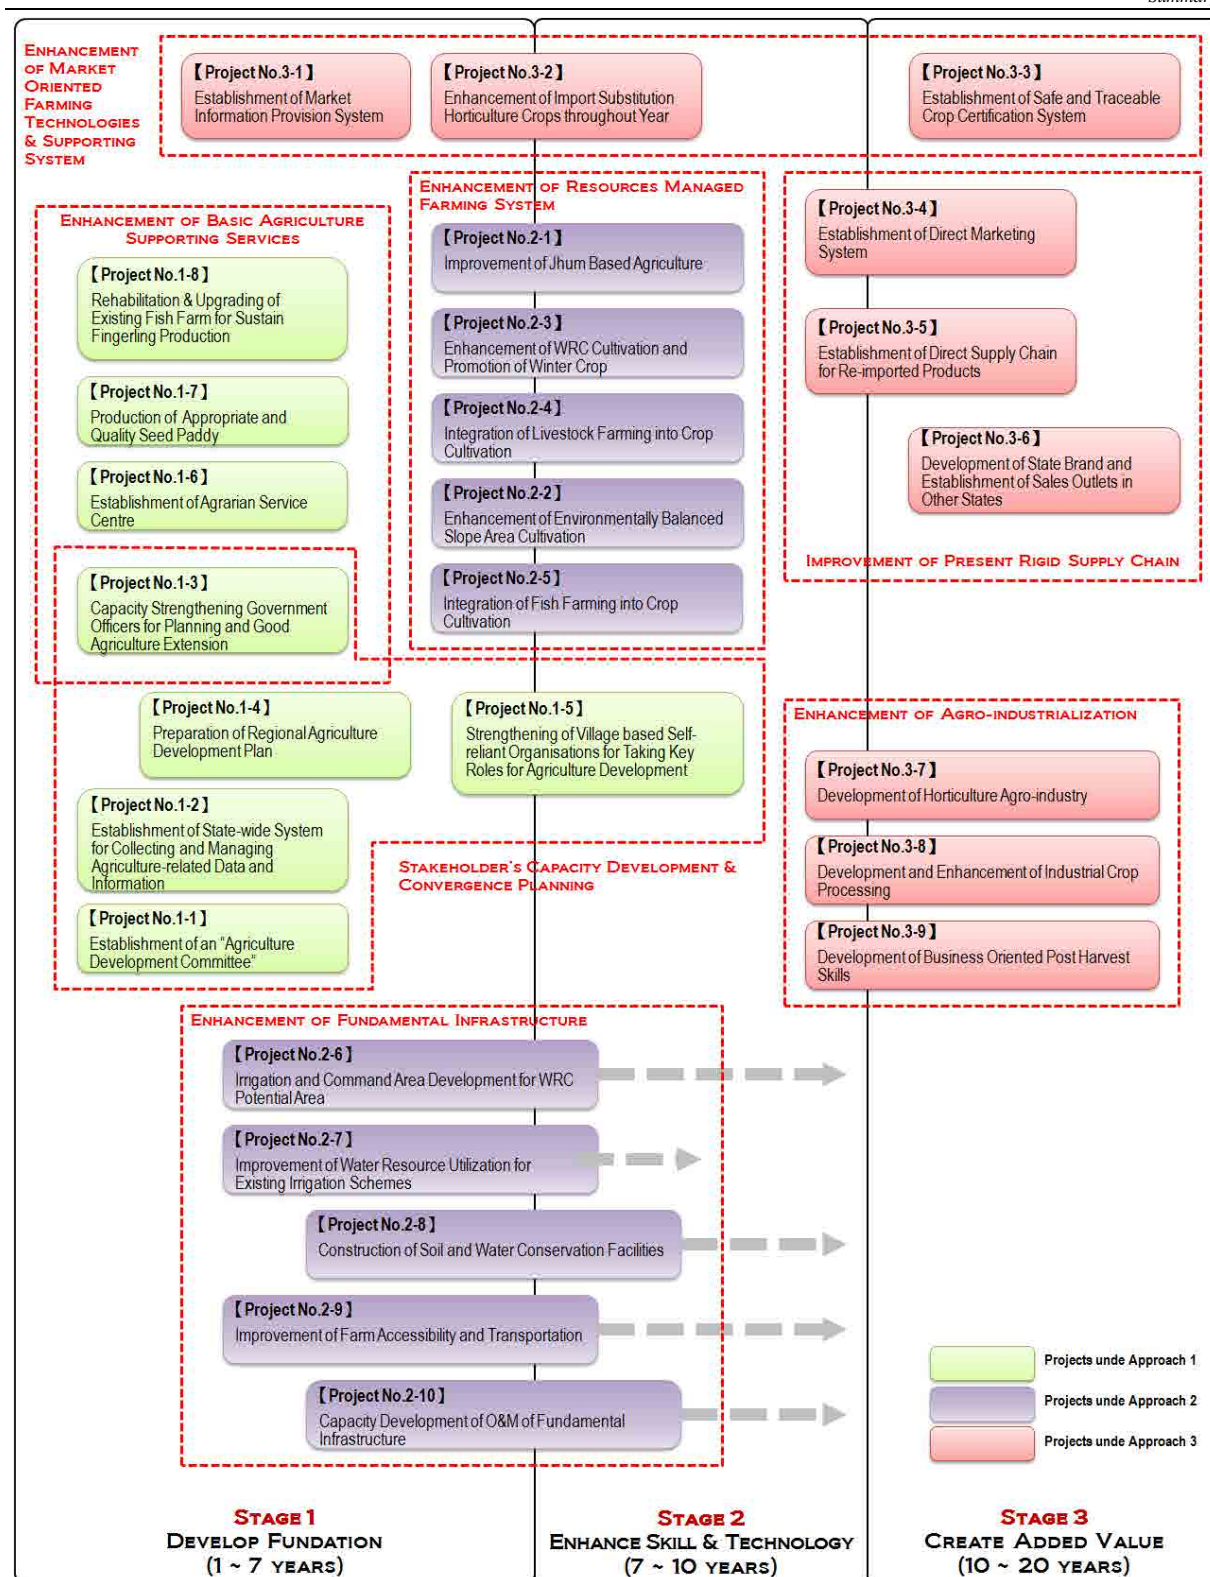 ENHANCEMENT
OF MARKET
ORIENTED
FARMING
TECHNOLOGIES
& SUPPORTING
SYSTEM
【Project No.3-1】
Establishment of Market
Information Provision System
【Project No.3-2】
Enhancement of Import Substitution
Horticulture Crops throughout Year
【Project No.3-3】
Establishment of Safe and Traceable
Crop Certification System
ENHANCEMENT OF BASIC AGRICULTURE
SUPPORTING SERVICES
【Project No.1-8】
Rehabilitation & Upgrading of
Existing Fish Farm for Sustain
Fingerling Production
【Project No.1-7】
Production of Appropriate and
Quality Seed Paddy
【Project No.1-6】
Establishment of Agrarian Service
Centre
【Project No.1-3】
Capacity Strengthening Government
Officers for Planning and Good
Agriculture Extension
ENHANCEMENT OF RESOURCES MANAGED
FARMING SYSTEM
【Project No.2-1】
Improvement of Jhum Based Agriculture
【Project No.2-3】
Enhancement of WRC Cultivation and
Promotion of Winter Crop
【Project No.2-4】
Integration of Livestock Farming into Crop
Cultivation
【Project No.2-2】
Enhancement of Environmentally Balanced
Slope Area Cultivation
【Project No.2-5】
Integration of Fish Farming into Crop
Cultivation
【Project No.3-4】
Establishment of Direct Marketing
System
【Project No.3-5】
Establishment of Direct Supply Chain
for Re-imported Products
【Project No.3-6】
Development of State Brand and
Establishment of Sales Outlets in
Other States
IMPROVEMENT OF PRESENT RIGID SUPPLY CHAIN
【Project No.1-4】
Preparation of Regional Agriculture
Development Plan
【Project No.1-5】
Strengthening of Village based Self-
reliant Organisations for Taking Key
Roles for Agriculture Development
【Project No.1-2】
Establishment of State-wide System
for Collecting and Managing
Agriculture-related Data and
Information
【Project No.1-1】
Establishment of an "Agriculture
Development Committee"
STAKEHOLDER'S CAPACITY DEVELOPMENT &
CONVERGENCE PLANNING
ENHANCEMENT OF AGRO-INDUSTRIALIZATION
【Project No.3-7】
Development of Horticulture Agro-industry
【Project No.3-8】
Development and Enhancement of Industrial Crop
Processing
【Project No.3-9】
Development of Business Oriented Post Harvest
Skills
ENHANCEMENT OF FUNDAMENTAL INFRASTRUCTURE
【Project No.2-6】
Irrigation and Command Area Development for WRC
Potential Area
【Project No.2-7】
Improvement of Water Resource Utilization for
Existing Irrigation Schemes
【Project No.2-8】
Construction of Soil and Water Conservation Facilities
【Project No.2-9】
Improvement of Farm Accessibility and Transportation
【Project No.2-10】
Capacity Development of O&M of Fundamental
Infrastructure
Projects unde Approach 1
Projects unde Approach 2
Projects unde Approach 3
STAGE 1
DEVELOP FUNDATION
(1 ~ 7 YEARS)
STAGE 2
ENHANCE SKILL & TECHNOLOGY
(7 ~ 10 YEARS)
STAGE 3
CREATE ADDED VALUE
(10 ~ 20 YEARS)